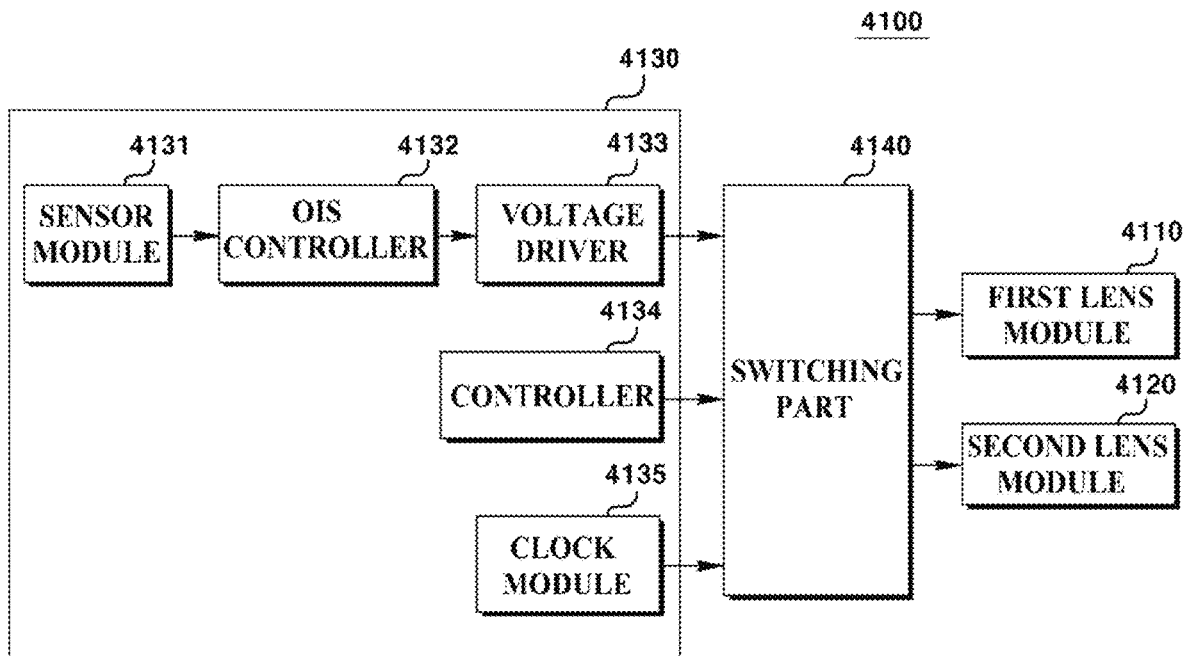 4100
4130
4131
4132
4133
4140
SENSOR
MODULE
OIS
CONTROLLER
VOLTAGE
DRIVER
4110
FIRST LENS
MODULE
4134
CONTROLLER
SWITCHING
PART
4120
SECOND LENS
MODULE
4135
CLOCK
MODULE